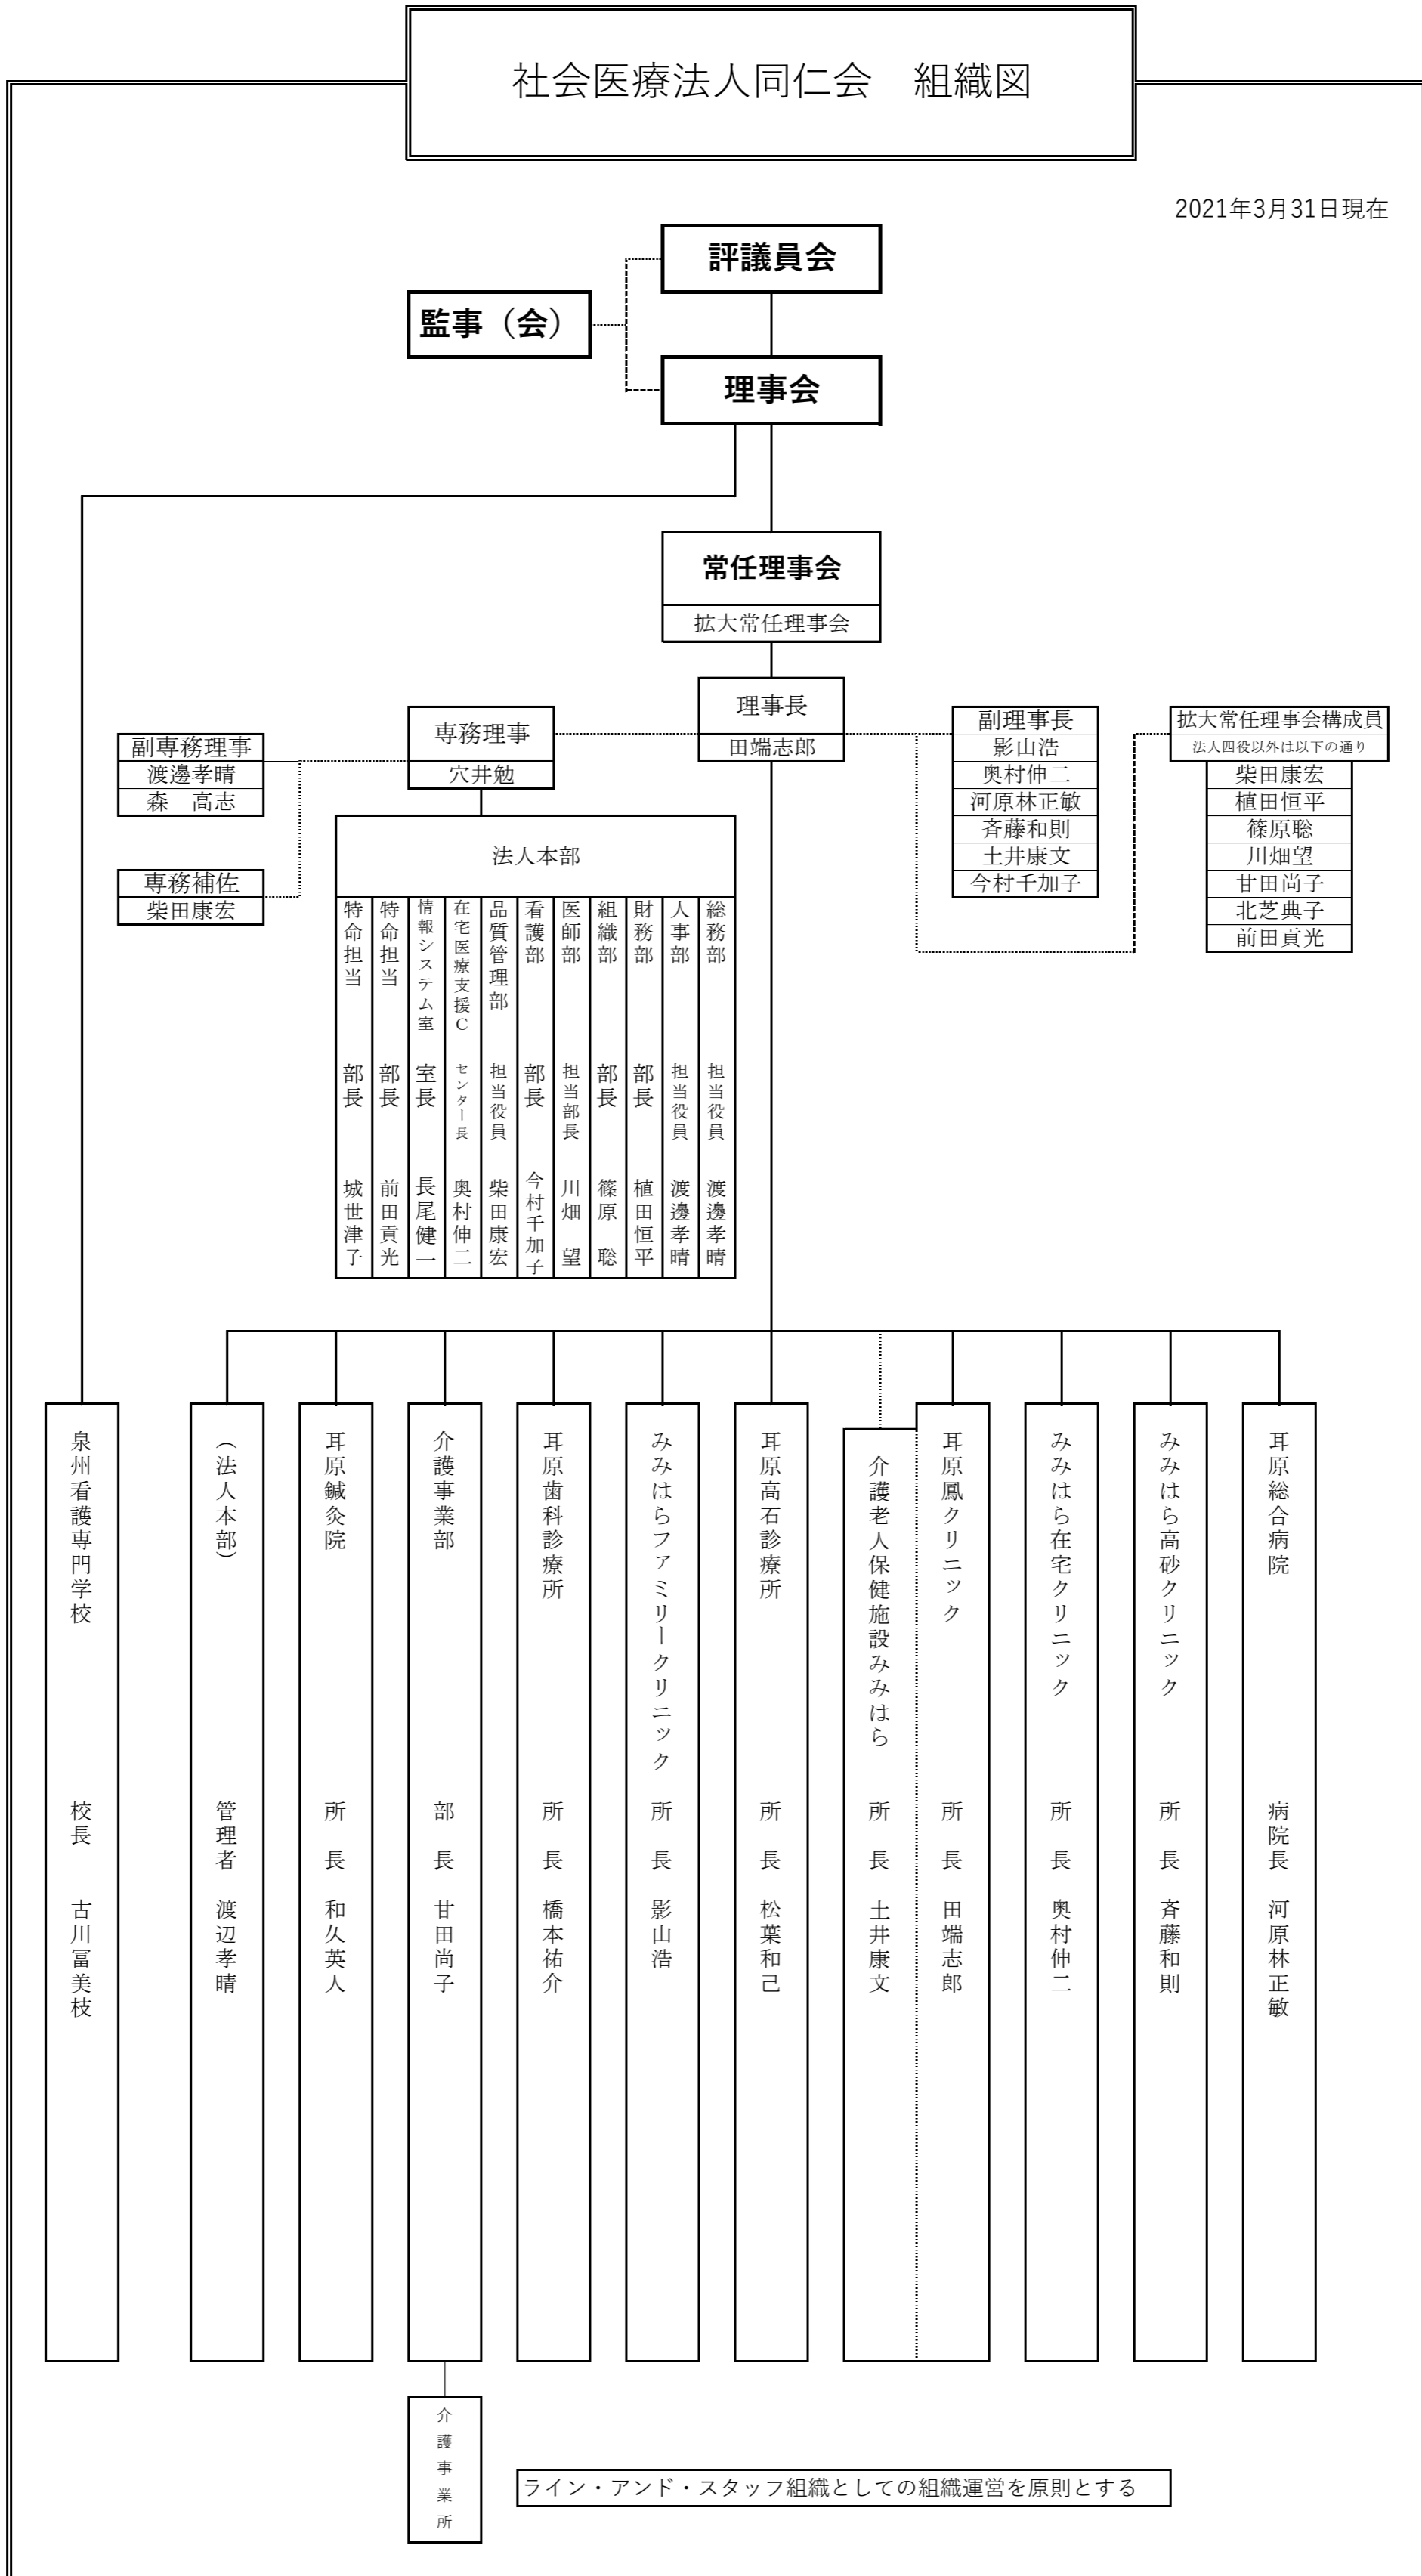 社会医療法人同仁会　組織図
2021年3月31日現在
評議員会
監事（会）
理事会
常任理事会
拡大常任理事会
理事長
田端志郎
専務理事
穴井勉
副専務理事
渡邊孝晴
森　高志
専務補佐
柴田康宏
副理事長
影山浩
奥村伸二
河原林正敏
斉藤和則
土井康文
今村千加子
拡大常任理事会構成員
法人四役以外は以下の通り
柴田康宏
植田恒平
篠原聡
川畑望
甘田尚子
北芝典子
前田貢光
法人本部
総務部　担当役員　渡邊孝晴
人事部　担当役員　渡邊孝晴
財務部　部長　植田恒平
組織部　部長　篠原　聡
医師部　担当部長　川畑　望
看護部　部長　今村千加子
品質管理部　担当役員　柴田康宏
在宅医療支援C　センター長　奥村伸二
情報システム室　室長　長尾健一
特命担当　部長　前田貢光
特命担当　部長　城世津子
耳原総合病院　病院長　河原林正敏
みみはら高砂クリニック　所　長　斉藤和則
みみはら在宅クリニック　所　長　奥村伸二
耳原鳳クリニック　所　長　田端志郎
介護老人保健施設みみはら　所　長　土井康文
耳原高石診療所　所　長　松葉和己
みみはらファミリークリニック　所　長　影山浩
耳原歯科診療所　所　長　橋本祐介
介護事業部　部　長　甘田尚子
耳原鍼灸院　所　長　和久英人
（法人本部）　管理者　渡辺孝晴
泉州看護専門学校　校長　古川冨美枝
介護事業所
ライン・アンド・スタッフ組織としての組織運営を原則とする